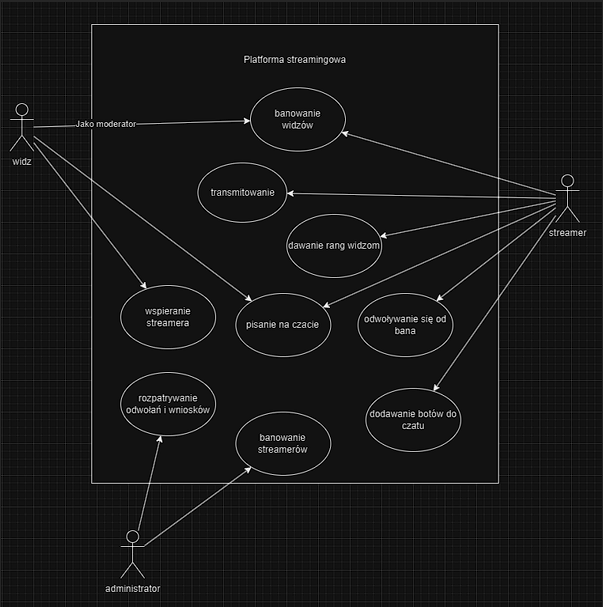 Platforma streamingowa
banowanie
widzów
Jako moderator
widz
transmitowanie
streamer
dawanie rang widzom
wspieranie
streamera
pisanie na czacie
odwoływanie się od
bana
rozpatrywanie
odwołań i wniosków
dodawanie botów do
czatu
banowanie
streamerów
administrator